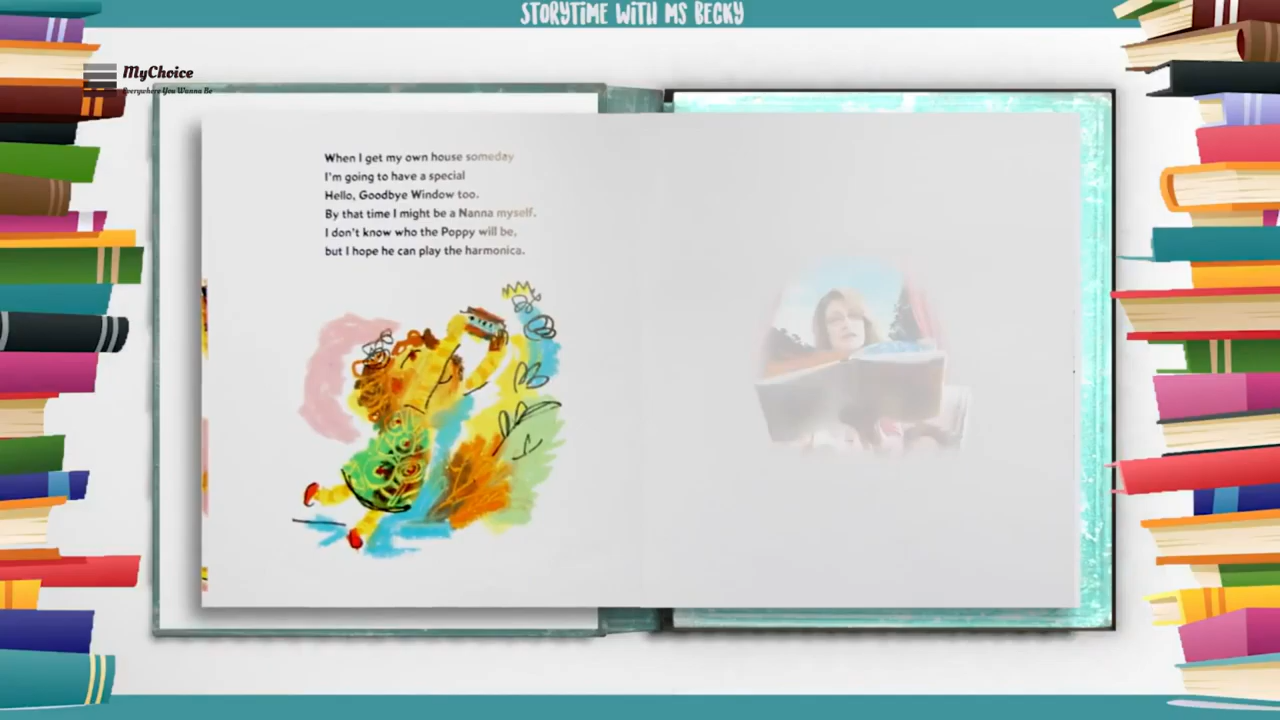 STORYTIME WITH MS BECKY
MyChoice
Everywhere You Wanna Be
When I get my own house someday
I'm going to have a special
Hello, Goodbye Window too.
By that time I might be a Nanna myself.
I don't know who the Poppy will be,
but I hope he can play the harmonica.